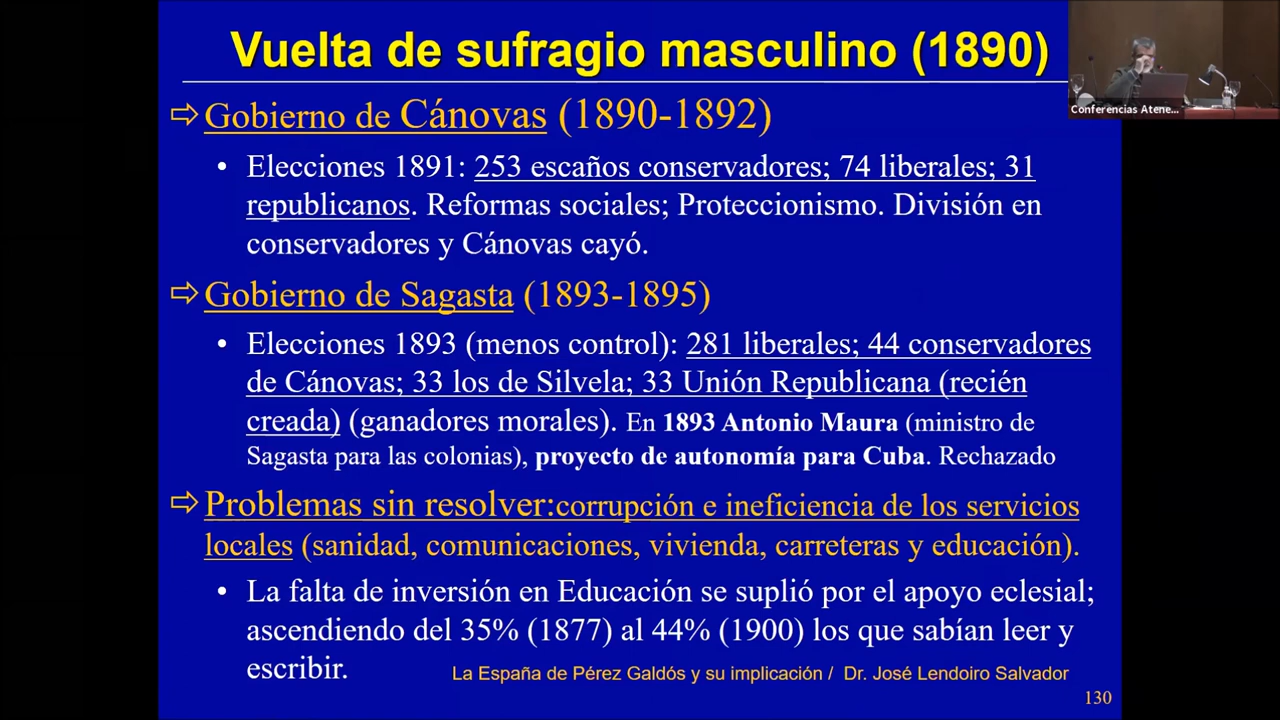 Vuelta de sufragio masculino (1890)
Conferencias Atene...
⇨ Gobierno de Cánovas (1890-1892)
• Elecciones 1891: 253 escaños conservadores; 74 liberales; 31
republicanos. Reformas sociales; Proteccionismo. División en
conservadores y Cánovas cayó.
⇨ Gobierno de Sagasta (1893-1895)
• Elecciones 1893 (menos control): 281 liberales; 44 conservadores
de Cánovas; 33 los de Silvela; 33 Unión Republicana (recién
creada) (ganadores morales). En 1893 Antonio Maura (ministro de
Sagasta para las colonias), proyecto de autonomía para Cuba. Rechazado
⇨ Problemas sin resolver:corrupción e ineficiencia de los servicios
locales (sanidad, comunicaciones, vivienda, carreteras y educación).
• La falta de inversión en Educación se suplió por el apoyo eclesial;
ascendiendo del 35% (1877) al 44% (1900) los que sabían leer y
escribir.
La España de Pérez Galdós y su implicación / Dr. José Lendoiro Salvador
130